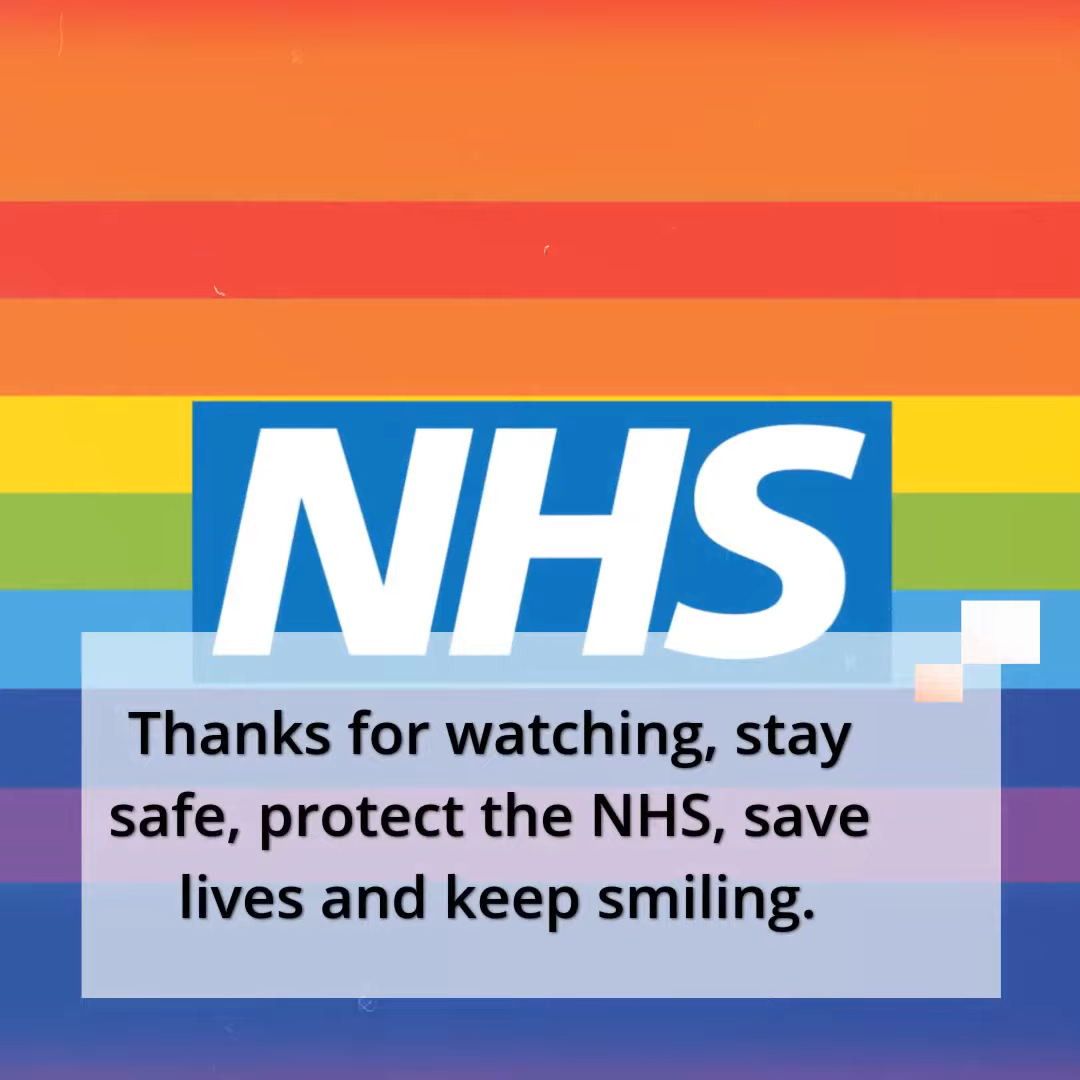 NHS
Thanks for watching, stay
safe, protect the NHS, save
lives and keep smiling.